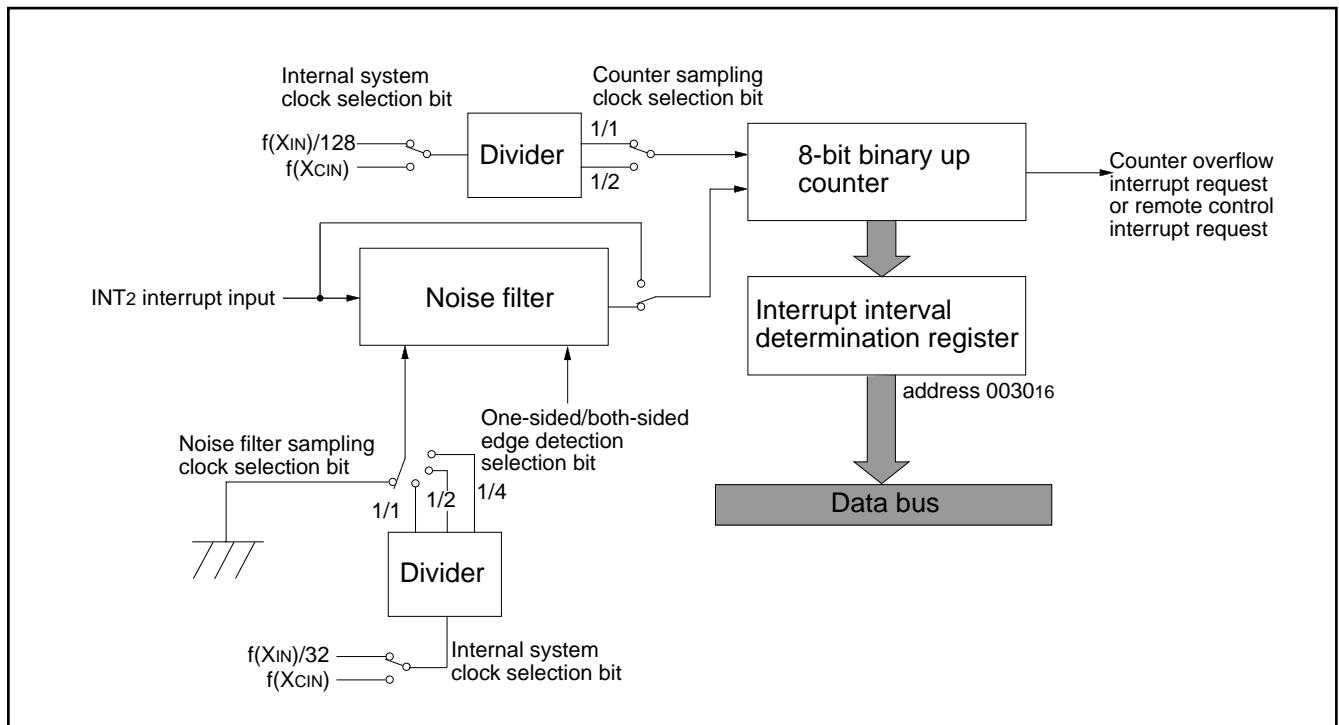 Internal system
clock selection bit
Counter sampling
clock selection bit
f(XIN)/128
f(XCIN)
Divider
1/1
1/2
8-bit binary up
counter
Counter overflow
interrupt request
or remote control
interrupt request
INT2 interrupt input
Noise filter
Interrupt interval
determination register
address 003016
One-sided/both-sided
edge detection
selection bit
Noise filter sampling
clock selection bit
1/1
1/2
1/4
Data bus
Divider
f(XIN)/32
f(XCIN)
Internal system
clock selection bit